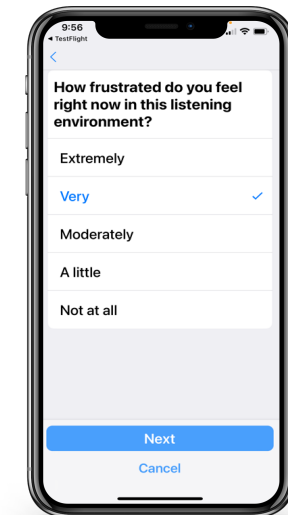 9:56
◀ TestFlight
How frustrated do you feel
right now in this listening
environment?
Extremely
Very
Moderately
A little
Not at all
Next
Cancel